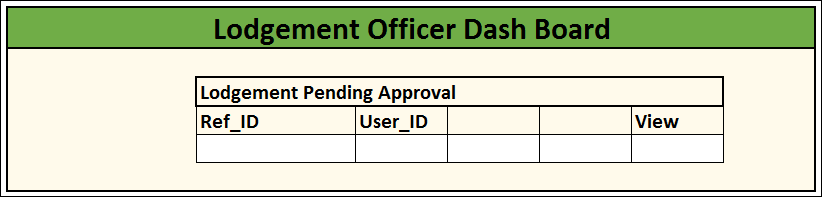 Lodgement Officer Dash Board
Lodgement Pending Approval
Ref_ID User_ID View